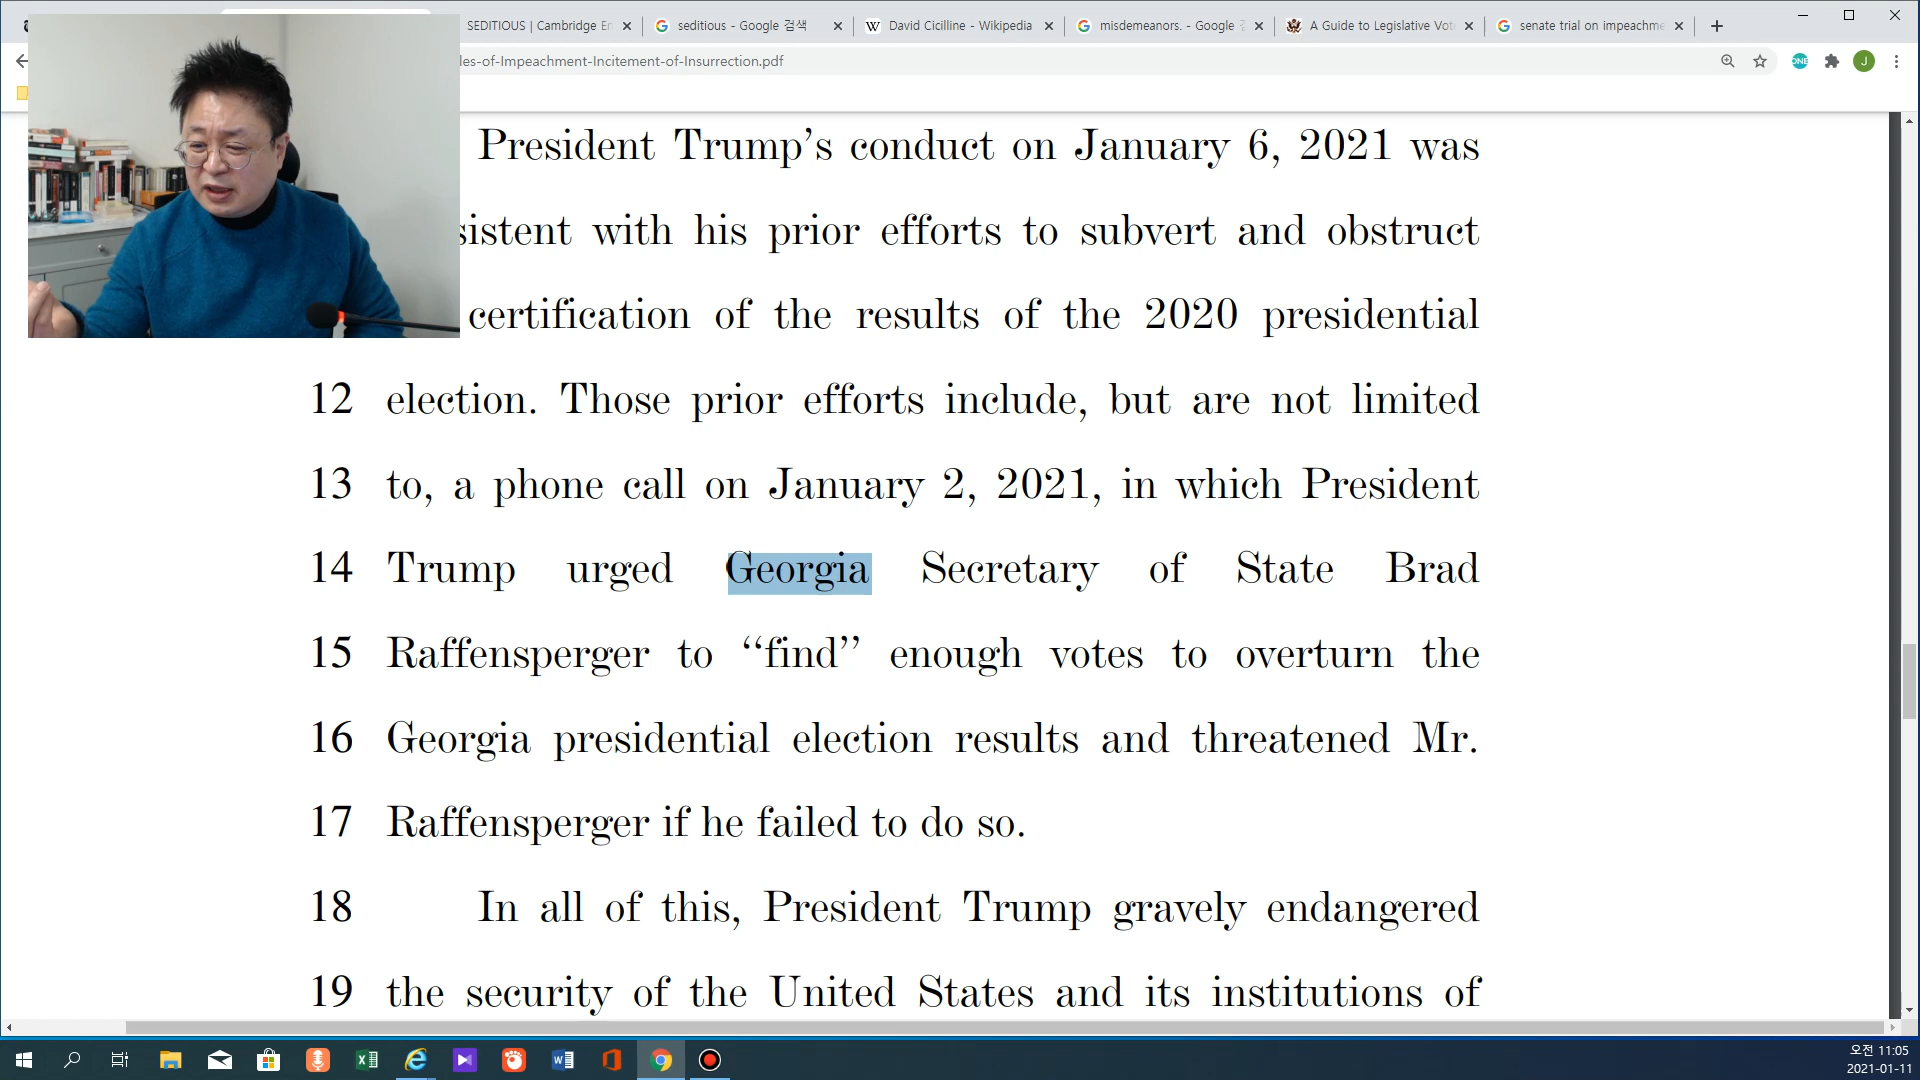 SEDITIOUS | Cambridge En
seditious - Google 검색
David Cicilline - Wikipedia
misdemeanors. - Google
A Guide to Legislative Vot
senate trial on impeachme
les-of-Impeachment-Incitement-of-Insurrection.pdf
ONE
J
President Trump’s conduct on January 6, 2021 was
sistent with his prior efforts to subvert and obstruct
certification of the results of the 2020 presidential
12 election. Those prior efforts include, but are not limited
13 to, a phone call on January 2, 2021, in which President
14 Trump urged Georgia Secretary of State Brad
15 Raffensperger to “find” enough votes to overturn the
16 Georgia presidential election results and threatened Mr.
17 Raffensperger if he failed to do so.
18 In all of this, President Trump gravely endangered
19 the security of the United States and its institutions of
오전 11:05
2021-01-11